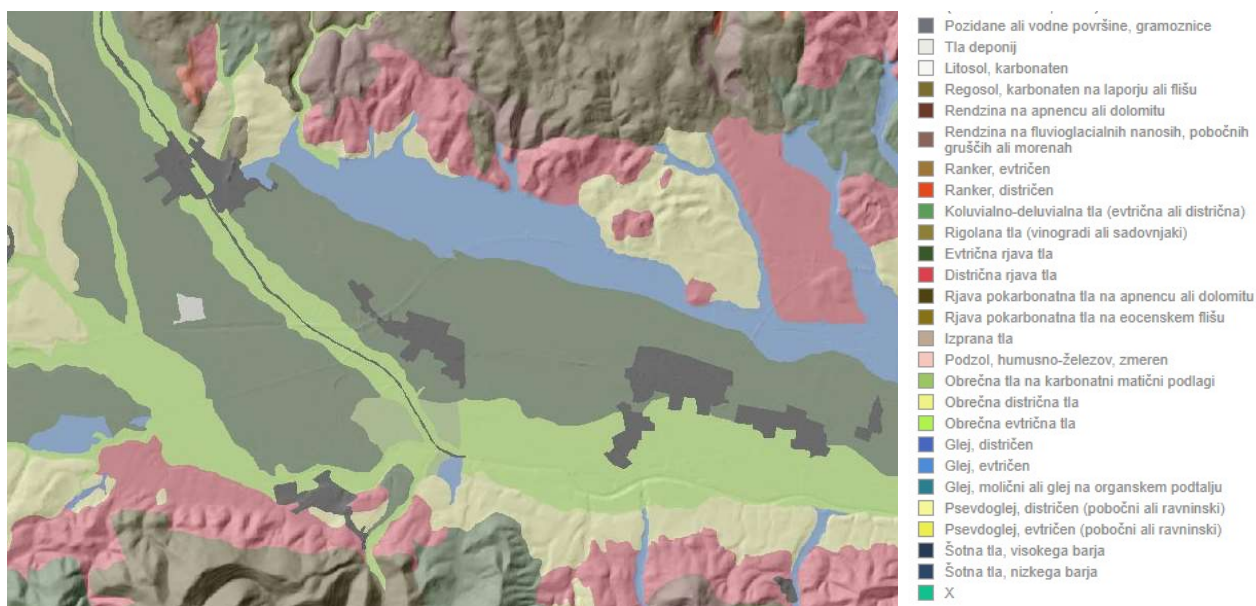 Pozidane ali vodne površine, gramoznice
Tla deponij
Litosol, karbonaten
Regosol, karbonaten na laporju ali flišu
Rendzina na apnencu ali dolomitu
Rendzina na fluvioglacialnih nanosih, pobočnih
gruščih ali morenah
Ranker, evtričen
Ranker, distričen
Koluvialno-deluvialna tla (evtrična ali distrična)
Rigolana tla (vinogradi ali sadovnjaki)
Evtrična rjava tla
Distrična rjava tla
Rjava pokarbonatna tla na apnencu ali dolomitu
Rjava pokarbonatna tla na eocenskem flišu
Izprana tla
Podzol, humusno-železov, zmeren
Obrečna tla na karbonatni matični podlagi
Obrečna distrična tla
Obrečna evtrična tla
Glej, distričen
Glej, evtričen
Glej, molični ali glej na organskem podtalju
Psevdoglej, distričen (pobočni ali ravninski)
Psevdoglej, evtričen (pobočni ali ravninski)
Šotna tla, visokega barja
Šotna tla, nizkega barja
X